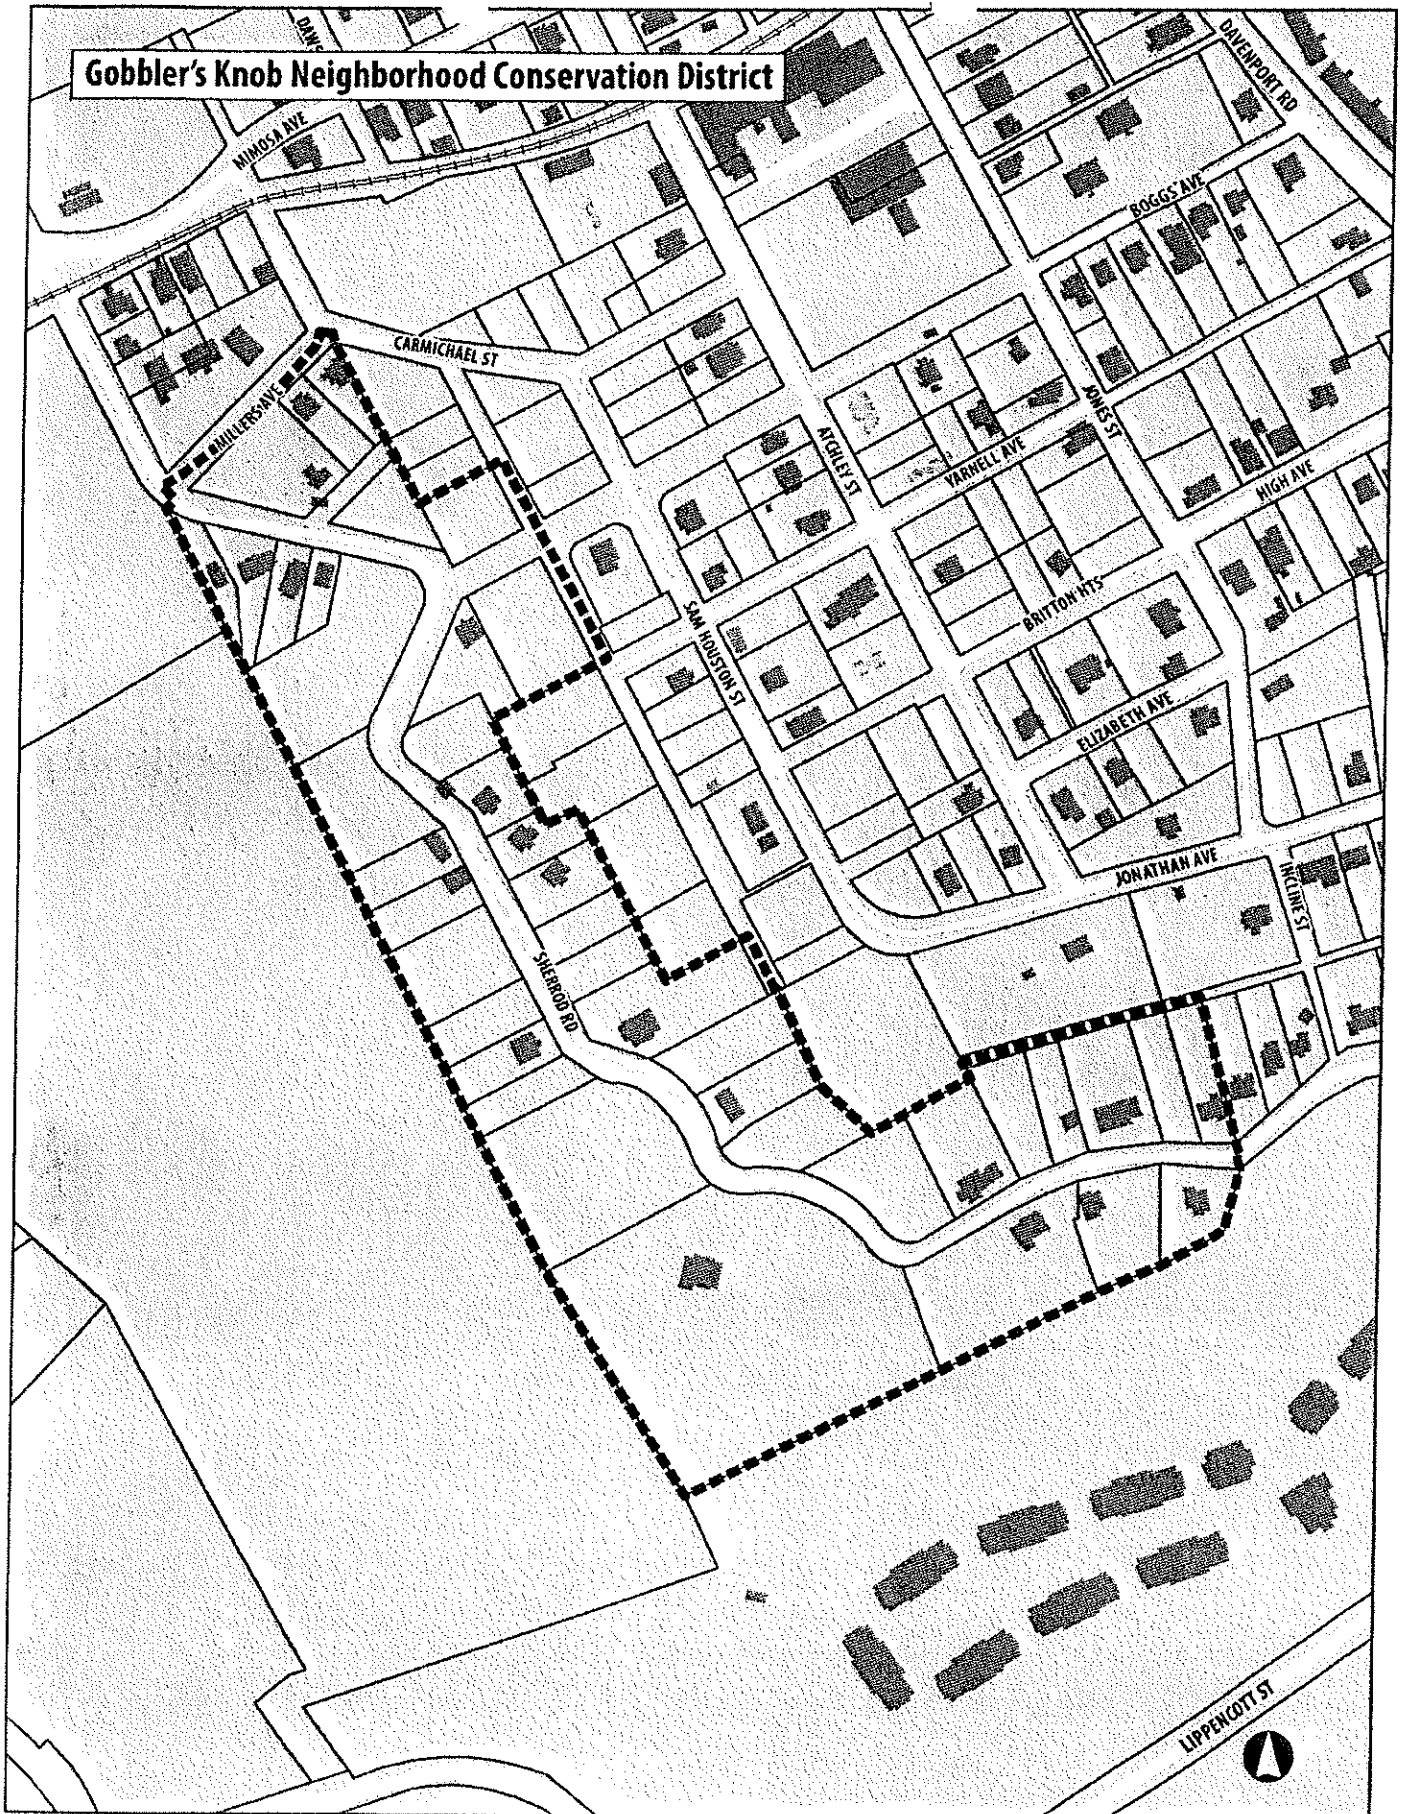 Gobbler's Knob Neighborhood Conservation District
DAVENPORT RD
MIMOSA AVE
BOGGS AVE
CARMICHAEL ST
MILLERS AVE
JONES ST
ATCHLEY ST
YARNELL AVE
HIGH AVE
SAM HOUSTON ST
BRITTON HTS
ELIZABETH AVE
JONATHAN AVE
INCLINE ST
SHERROD RD
LIPPENCOTT ST